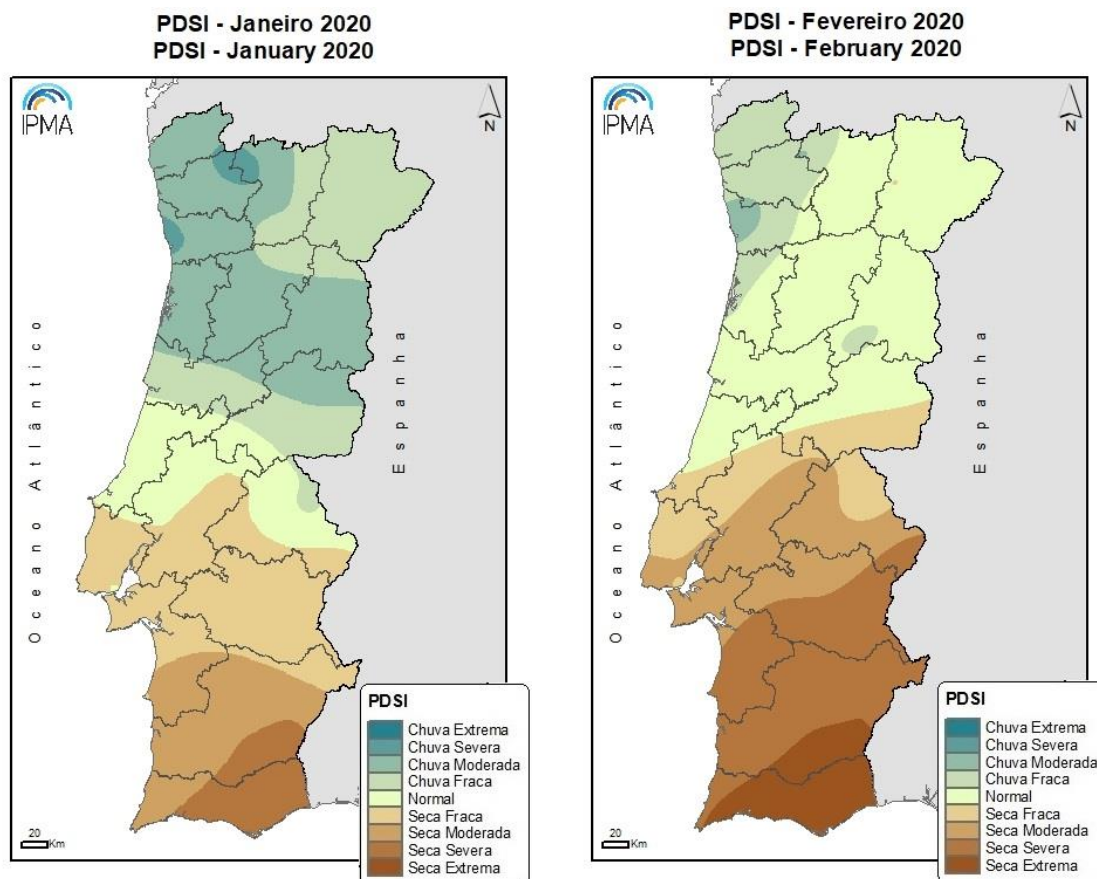 PDSI - Janeiro 2020
PDSI - January 2020
IPMA
N
Oceano Atlântico
Espanha
PDSI
Chuva Extrema
Chuva Severa
Chuva Moderada
Chuva Fraca
Normal
Seca Fraca
Seca Moderada
Seca Severa
Seca Extrema
20
Km
PDSI - Fevereiro 2020
PDSI - February 2020
IPMA
N
Oceano Atlântico
Espanha
PDSI
Chuva Extrema
Chuva Severa
Chuva Moderada
Chuva Fraca
Normal
Seca Fraca
Seca Moderada
Seca Severa
Seca Extrema
20
Km